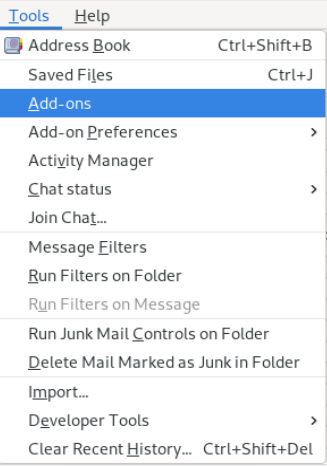 Tools Help
Address Book Ctrl+Shift+B
Saved Files Ctrl+J
Add-ons
Add-on Preferences
Activity Manager
Chat status
Join Chat...
Message Filters
Run Filters on Folder
Run Filters on Message
Run Junk Mail Controls on Folder
Delete Mail Marked as Junk in Folder
Import...
Developer Tools
Clear Recent History... Ctrl+Shift+Del